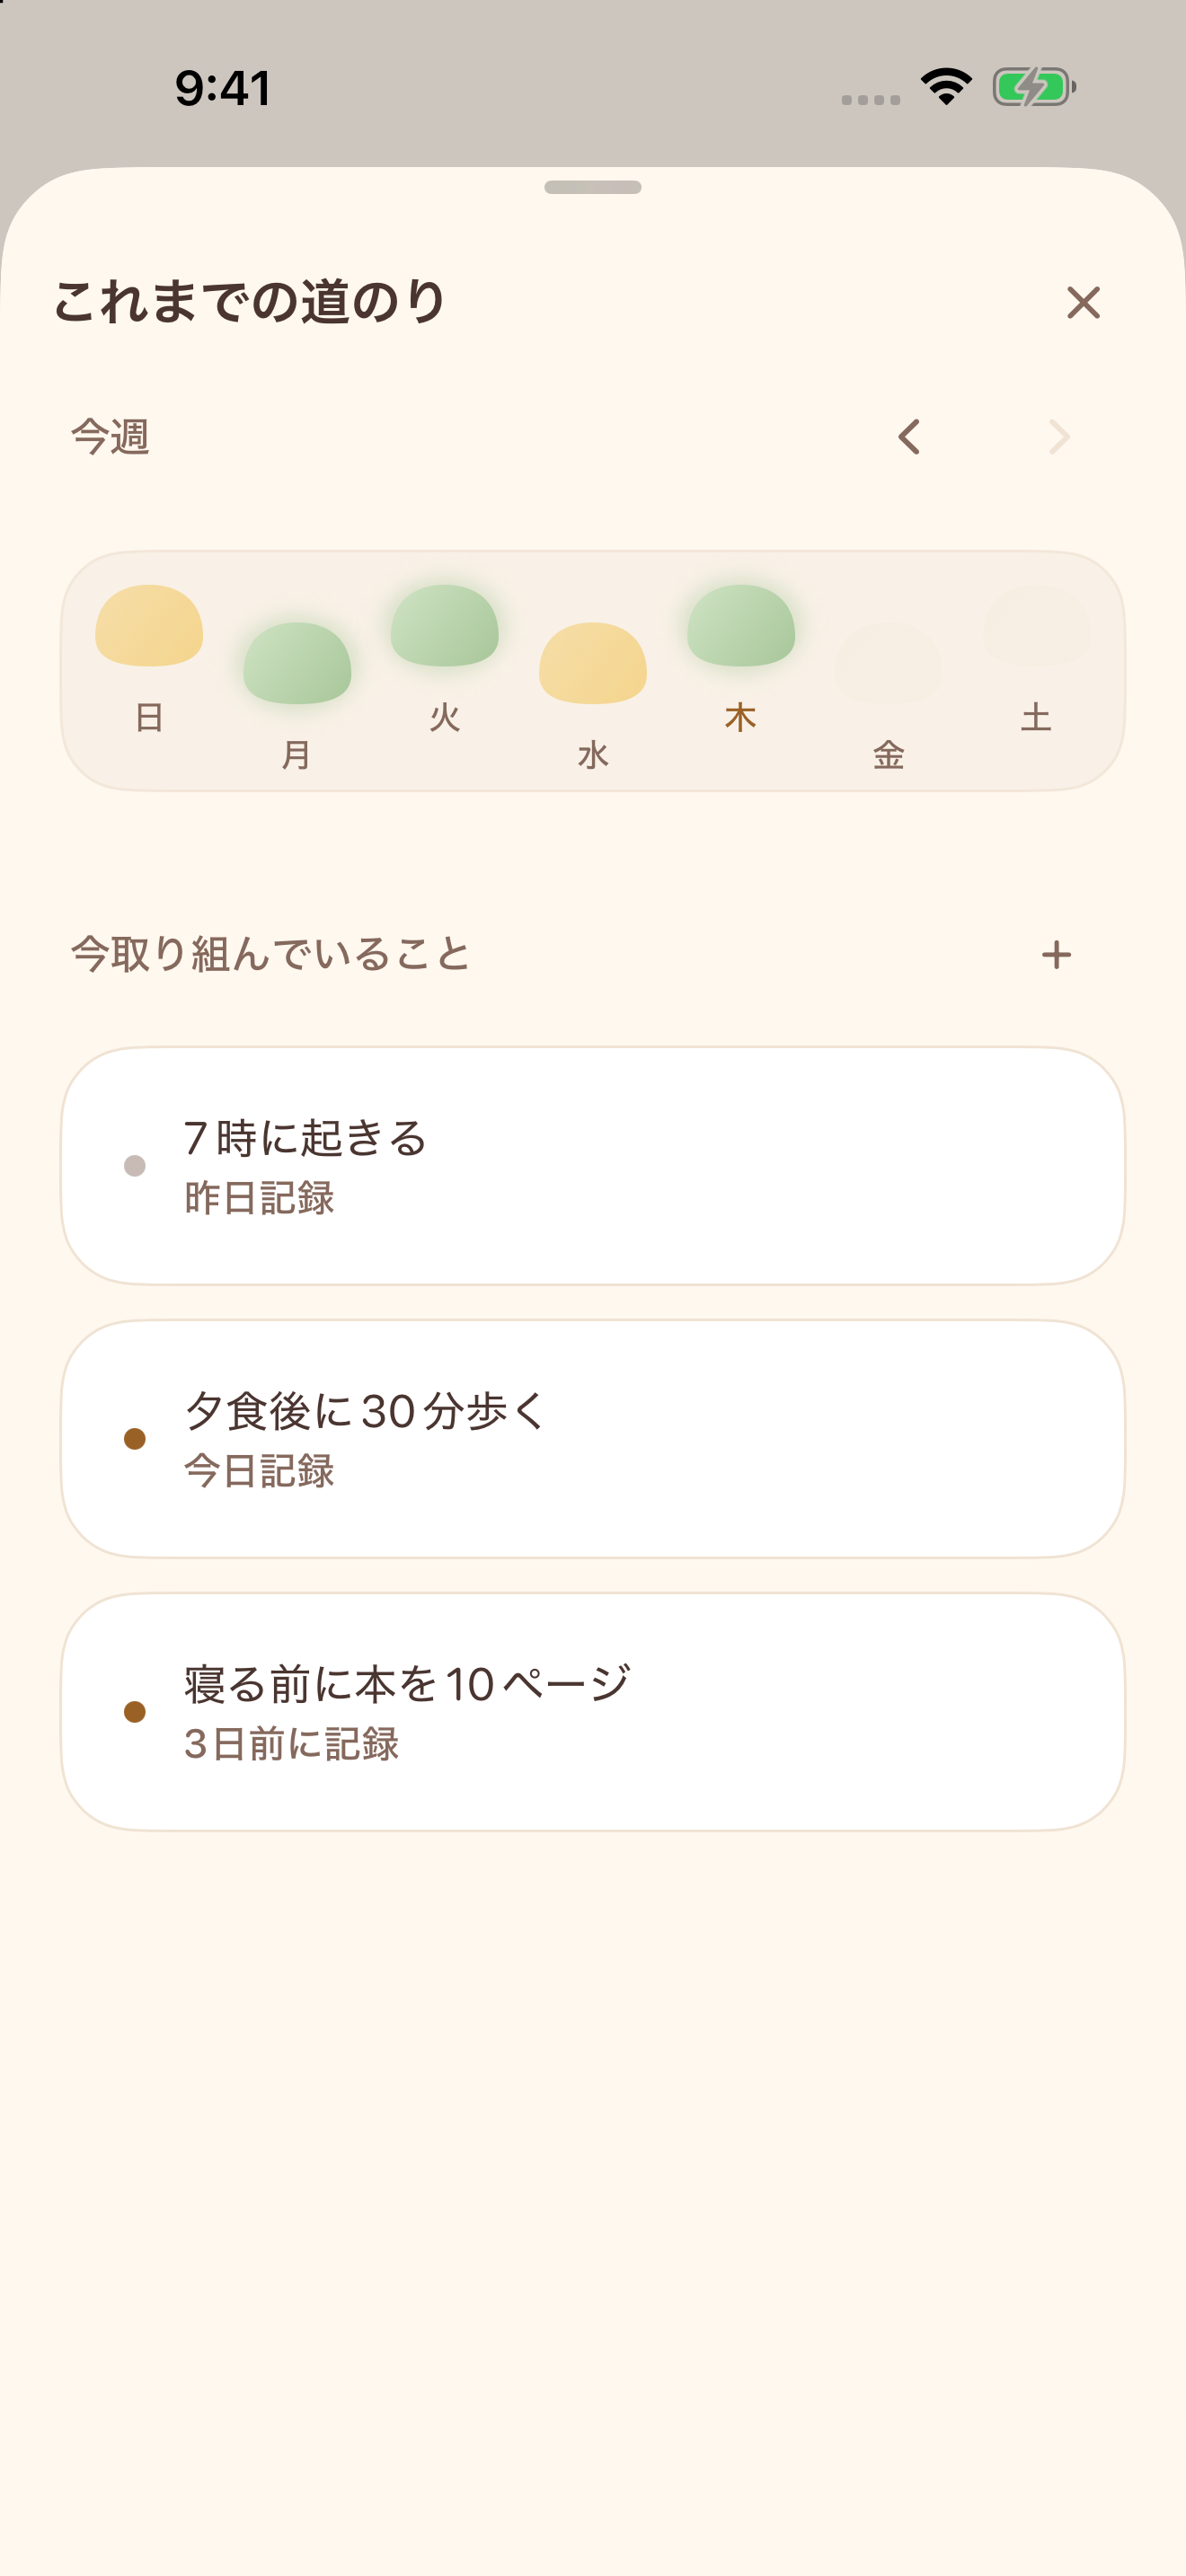 9:41
これまでの道のり
今週
日
月
火
水
木
金
土
今取り組んでいること
7時に起きる
昨日記録
夕食後に30分歩く
今日記録
寝る前に本を10ページ
3日前に記録